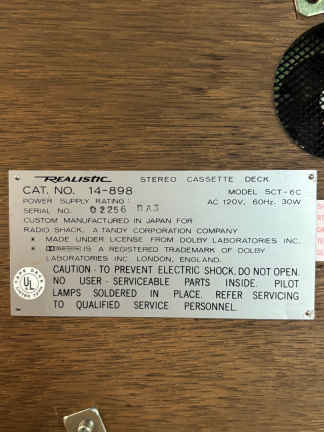 REALISTIC STEREO CASSETTE DECK
CAT. NO. 14-898 MODEL SCT-6C
POWER SUPPLY RATING: AC 120V, 60Hz, 30W
SERIAL NO. 02256 DA3
CUSTOM MANUFACTURED IN JAPAN FOR
RADIO SHACK, A TANDY CORPORATION COMPANY
* MADE UNDER LICENSE FROM DOLBY LABORATORIES INC.
* IS A REGISTERED TRADEMARK OF DOLBY
LABORATORIES INC. LONDON, ENGLAND.
CAUTION - TO PREVENT ELECTRIC SHOCK, DO NOT OPEN.
NO USER-SERVICEABLE PARTS INSIDE. PILOT
LAMPS SOLDERED IN PLACE. REFER SERVICING
TO QUALIFIED SERVICE PERSONNEL.
UL